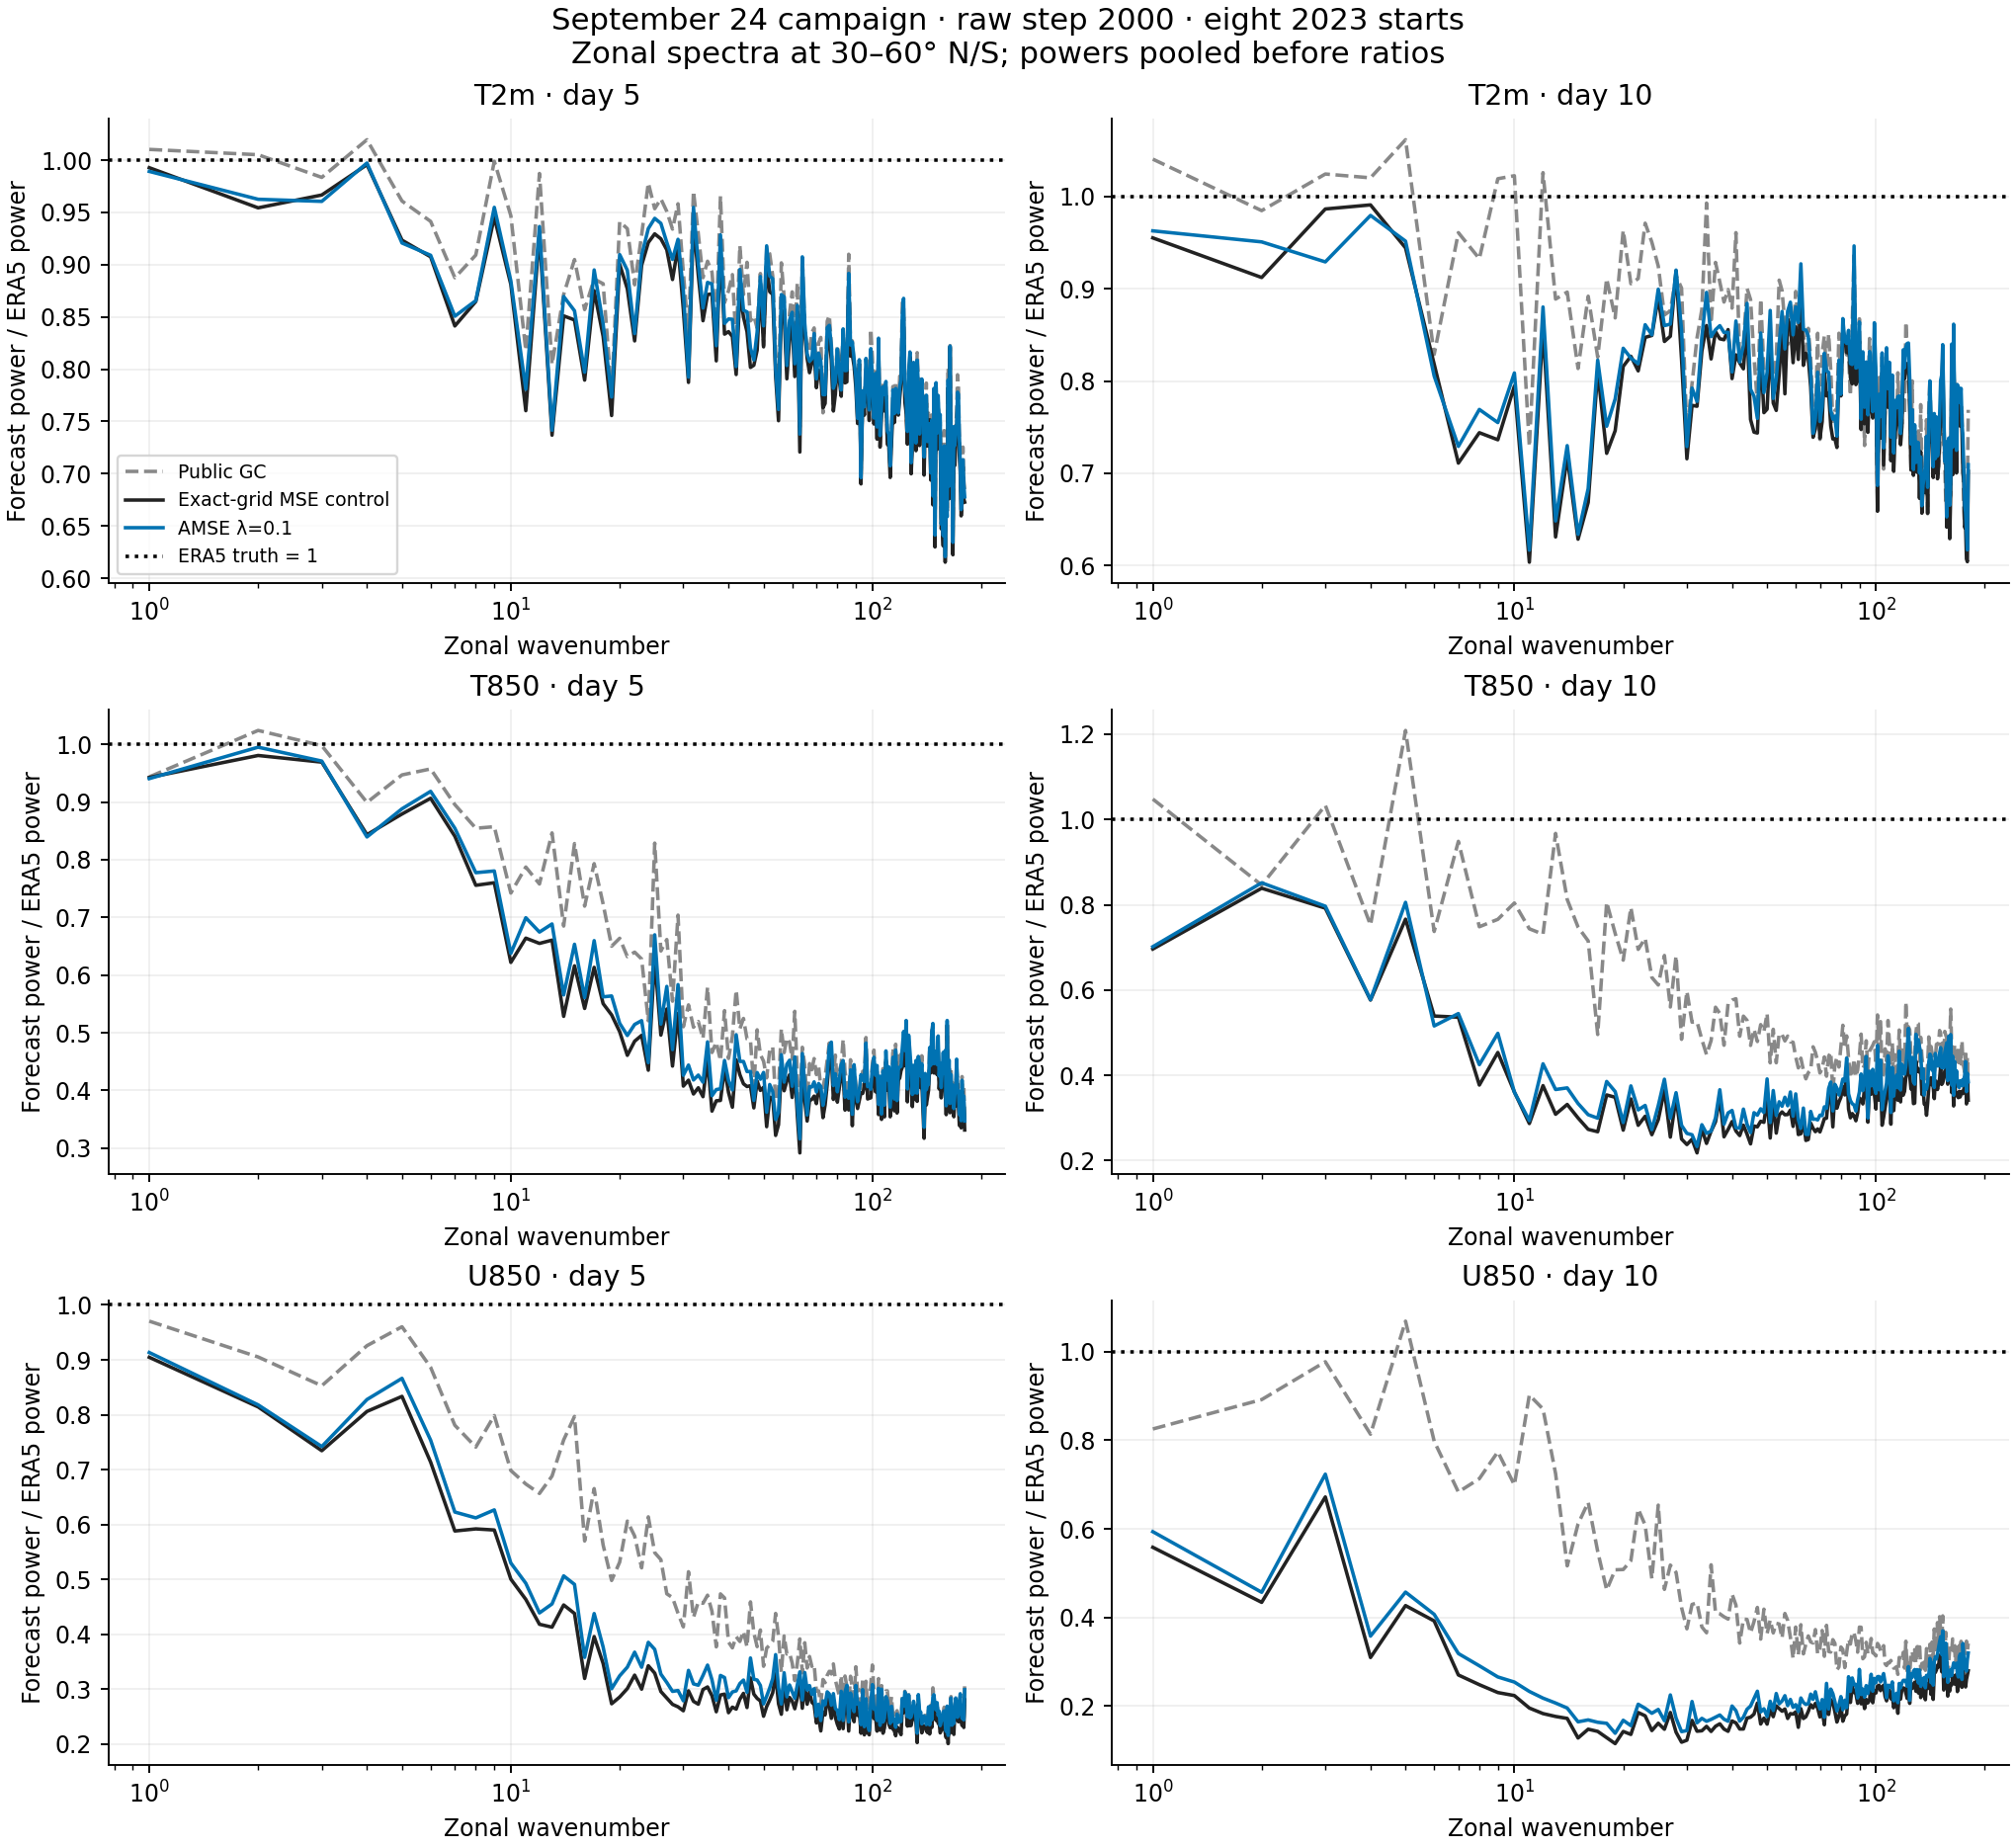 September 24 campaign · raw step 2000 · eight 2023 starts
Zonal spectra at 30–60° N/S; powers pooled before ratios
T2m · day 5
Forecast power / ERA5 power
1.00
0.95
0.90
0.85
0.80
0.75
0.70
0.65
0.60
Public GC
Exact-grid MSE control
AMSE λ=0.1
ERA5 truth = 1
10⁰
10¹
10²
Zonal wavenumber
T2m · day 10
Forecast power / ERA5 power
1.0
0.9
0.8
0.7
0.6
10⁰
10¹
10²
Zonal wavenumber
T850 · day 5
Forecast power / ERA5 power
1.0
0.9
0.8
0.7
0.6
0.5
0.4
0.3
10⁰
10¹
10²
Zonal wavenumber
T850 · day 10
Forecast power / ERA5 power
1.2
1.0
0.8
0.6
0.4
0.2
10⁰
10¹
10²
Zonal wavenumber
U850 · day 5
Forecast power / ERA5 power
1.0
0.9
0.8
0.7
0.6
0.5
0.4
0.3
0.2
10⁰
10¹
10²
Zonal wavenumber
U850 · day 10
Forecast power / ERA5 power
1.0
0.8
0.6
0.4
0.2
10⁰
10¹
10²
Zonal wavenumber